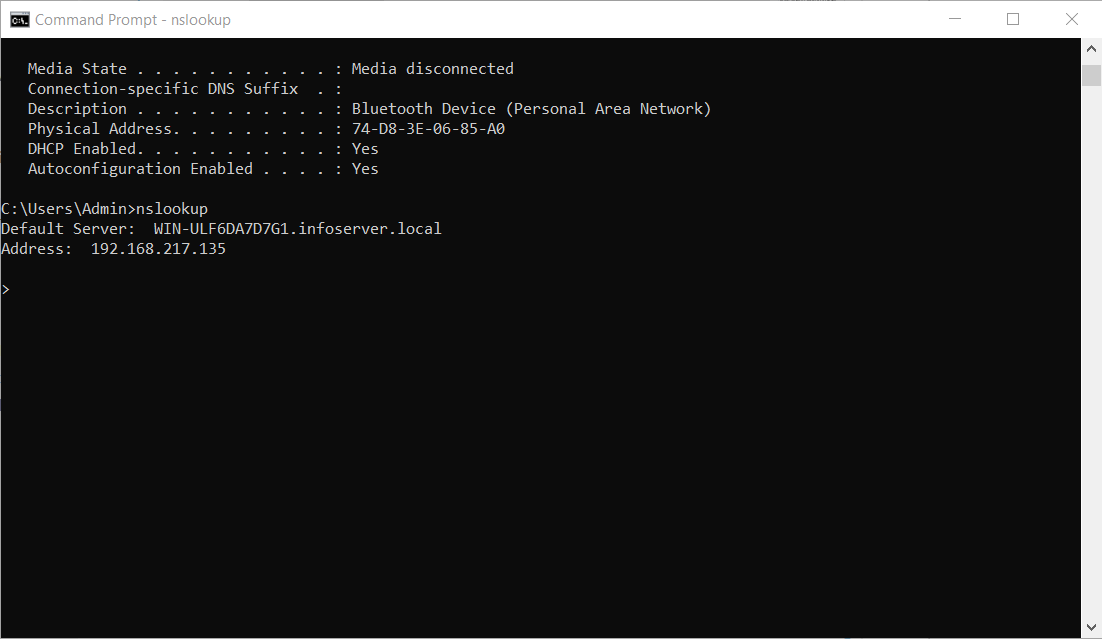 Command Prompt - nslookup
Media State . . . . . . . . . . . : Media disconnected
Connection-specific DNS Suffix  . :
Description . . . . . . . . . . . : Bluetooth Device (Personal Area Network)
Physical Address. . . . . . . . . : 74-D8-3E-06-85-A0
DHCP Enabled. . . . . . . . . . . : Yes
Autoconfiguration Enabled . . . . : Yes
C:\Users\Admin>nslookup
Default Server:  WIN-ULF6DA7D7G1.infoserver.local
Address:  192.168.217.135
>